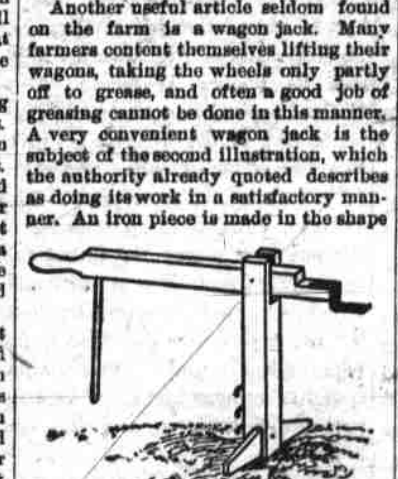 Another useful article seldom found
on the farm is a wagon jack. Many
farmers content themselves lifting their
wagons, taking the wheels only partly
off to grease, and often a good job of
greasing cannot be done in this manner.
A very convenient wagon jack is the
subject of the second illustration, which
the authority already quoted describes
as doing its work in a satisfactory man-
ner. An iron piece is made in the shape